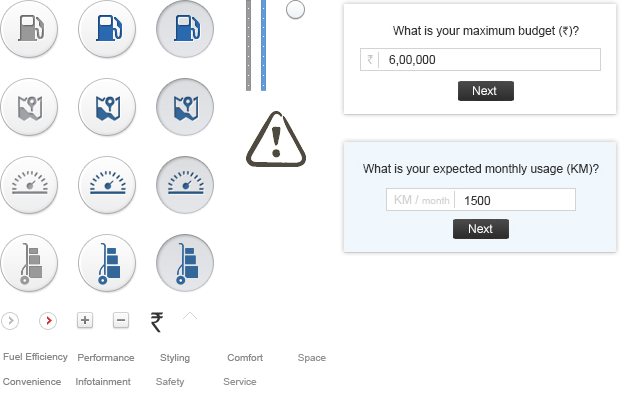 What is your maximum budget (₹)?
₹ 6,00,000
Next
What is your expected monthly usage (KM)?
KM / month 1500
Next
₹
Fuel Efficiency Performance Styling Comfort Space
Convenience Infotainment Safety Service